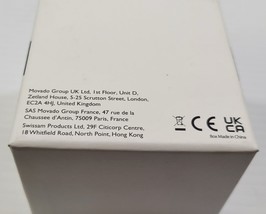 Movado Group UK Ltd, 1st Floor, Unit D,
Zetland House, 5-25 Scrutton Street, London,
EC2A 4HJ, United Kingdom
SAS Movado Group France, 47 rue de la
Chaussee d'Antin, 75009 Paris, France
Swissam Products Ltd, 29F Citicorp Centre,
18 Whitfield Road, North Point, Hong Kong
CE UK
CA
Box Made in China